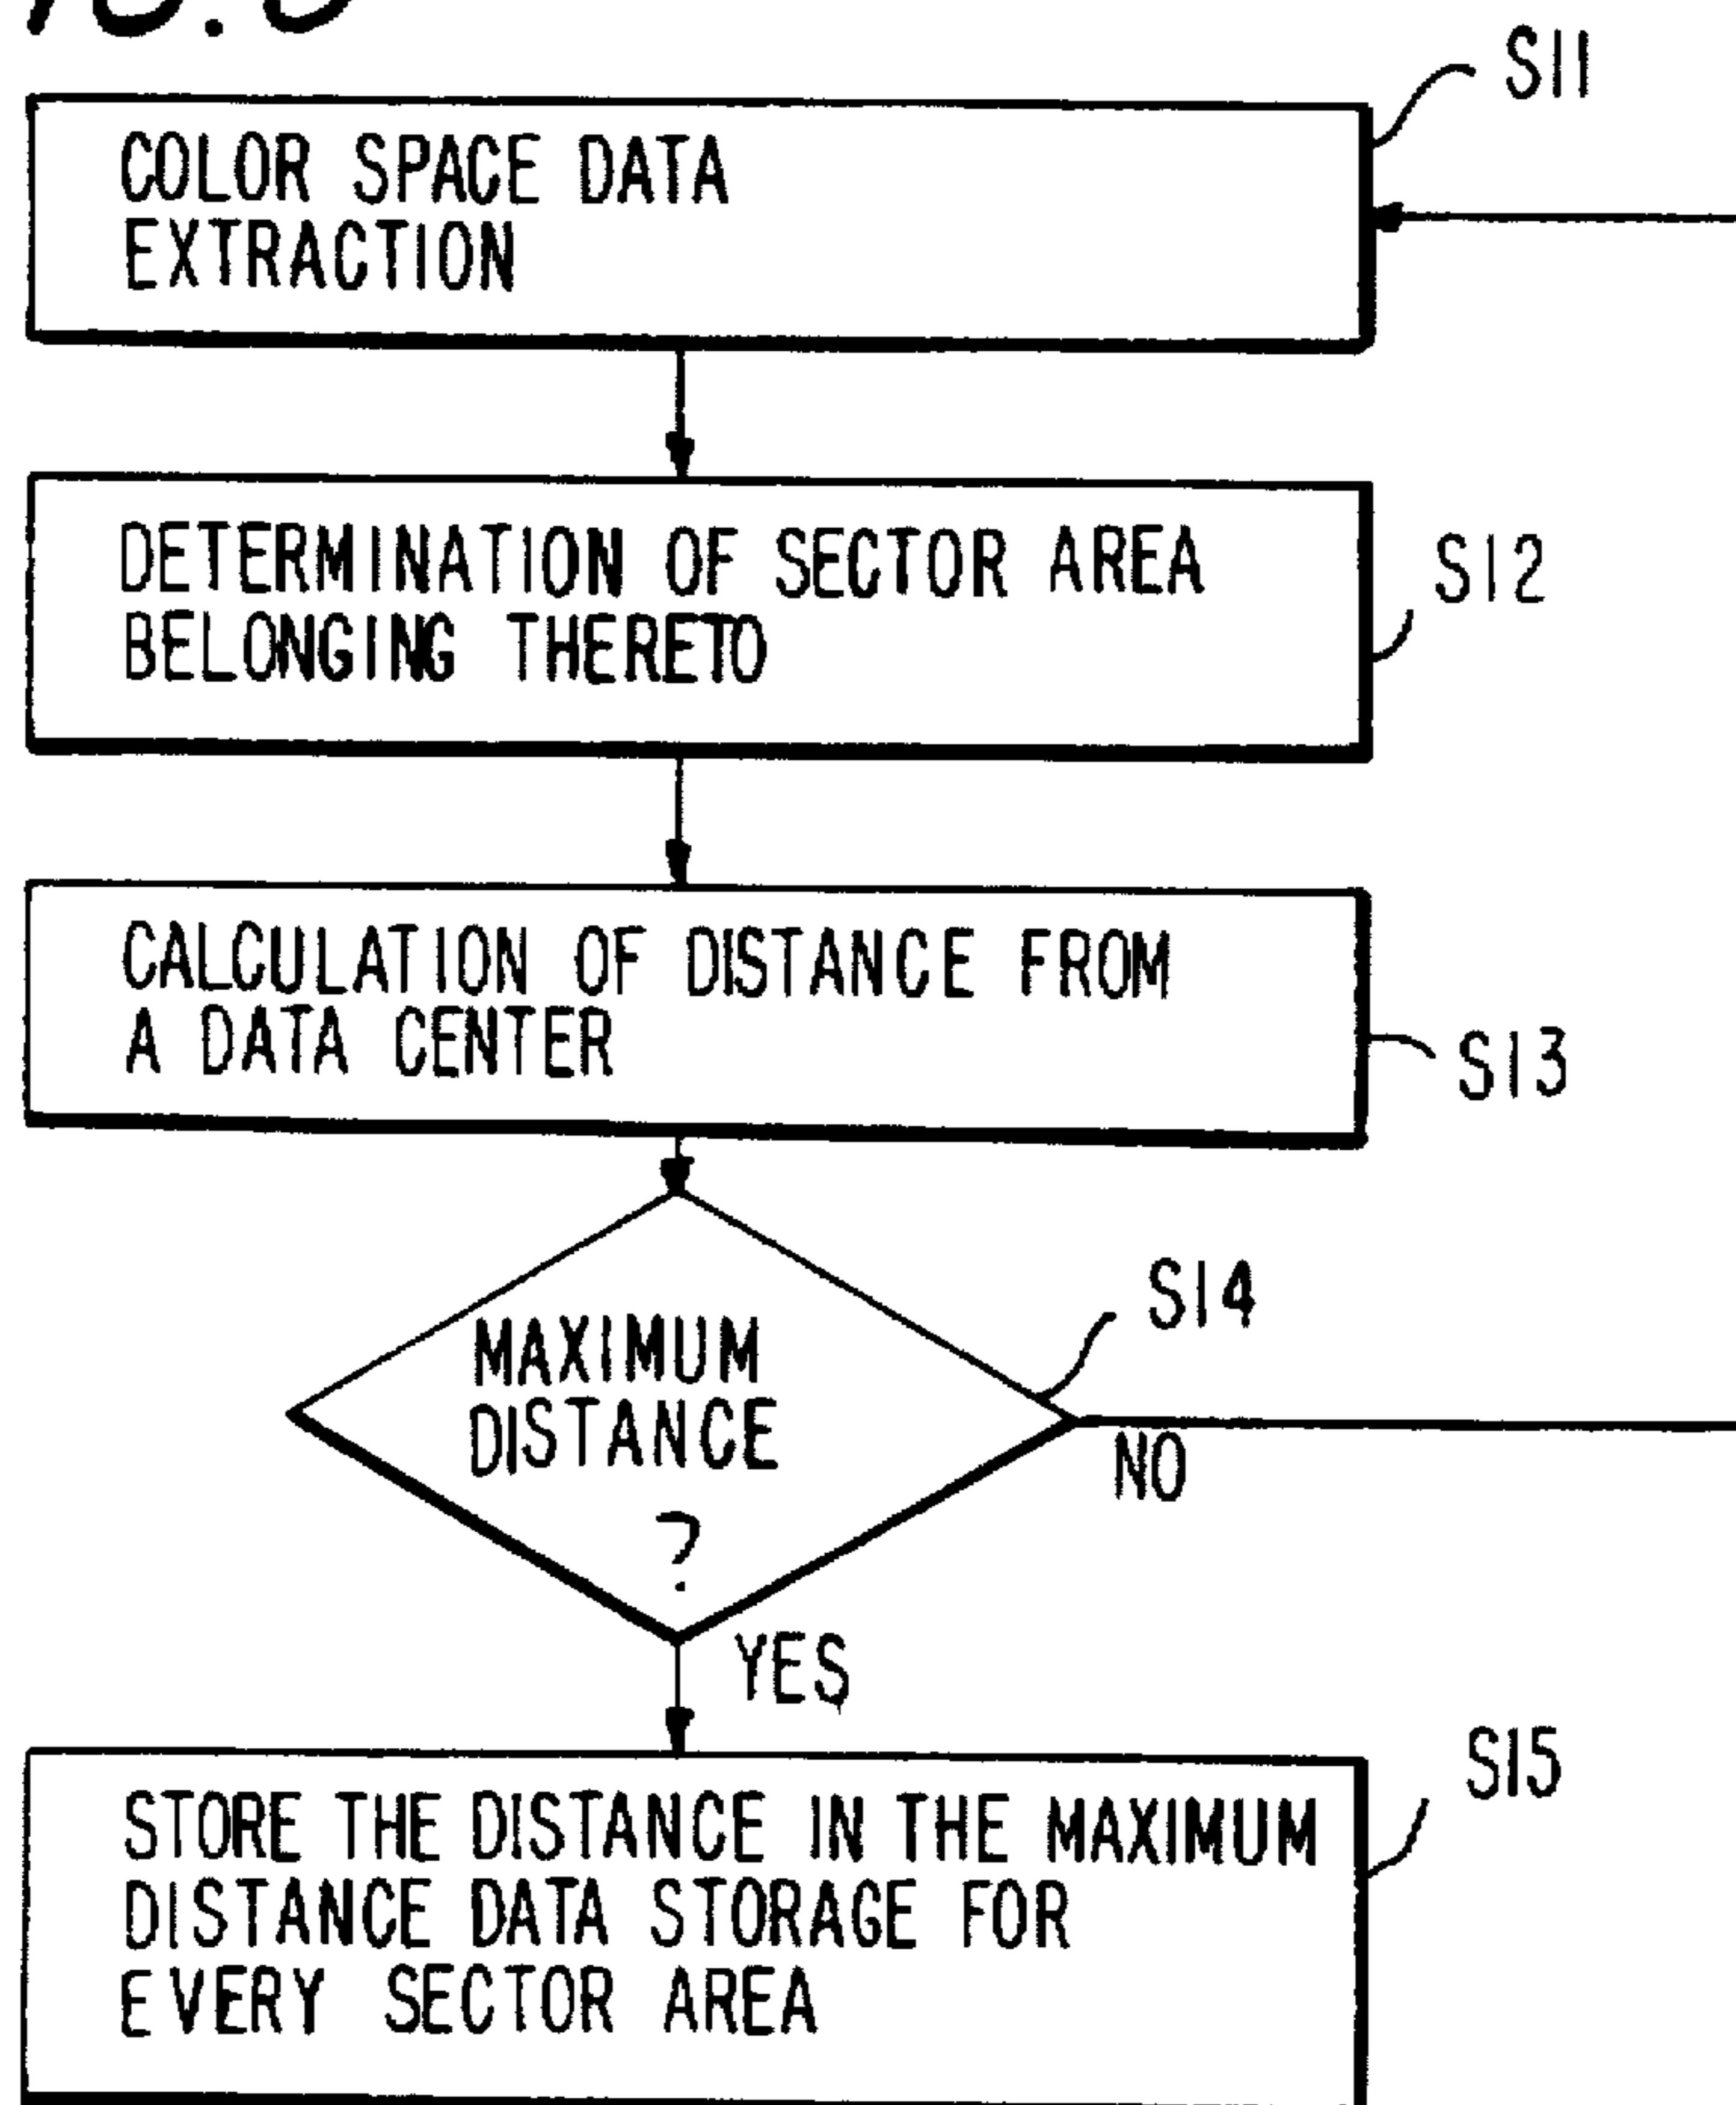 S11
COLOR SPACE DATA
EXTRACTION
DETERMINATION OF SECTOR AREA
BELONGING THERETO
S12
CALCULATION OF DISTANCE FROM
A DATA CENTER
S13
S14
MAXIMUM
DISTANCE
?
NO
YES
S15
STORE THE DISTANCE IN THE MAXIMUM
DISTANCE DATA STORAGE FOR
EVERY SECTOR AREA